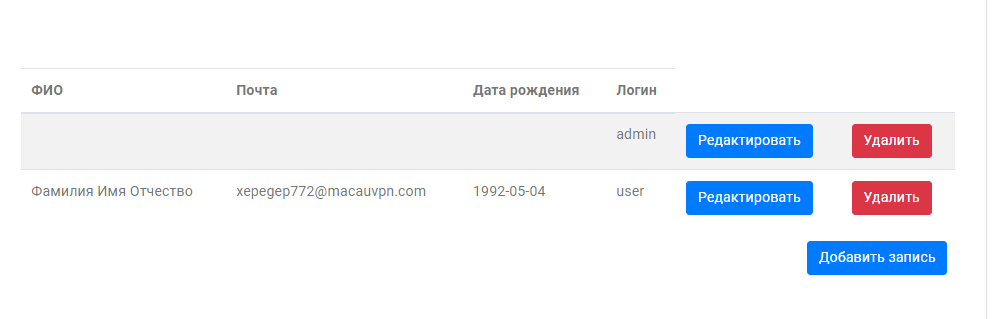 ФИО Почта Дата рождения Логин
admin Редактировать Удалить
Фамилия Имя Отчество xepegep772@macauvpn.com 1992-05-04 user Редактировать Удалить
Добавить запись